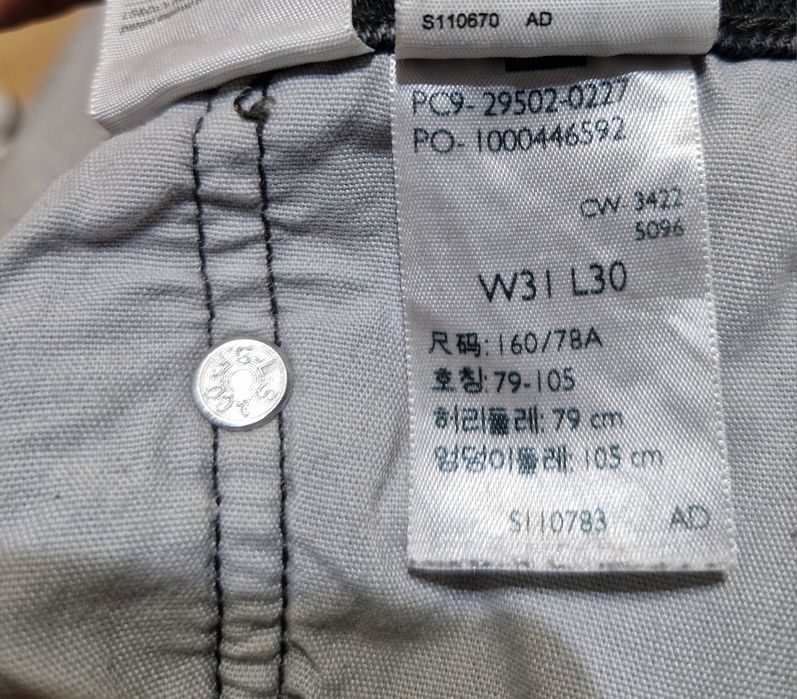 S110670 AD
PC9- 29502-0227
PO- 1000446592
CW 3422
5096
W31 L30
尺码: 160/78A
호칭: 79-105
허리둘레: 79 cm
엉덩이둘레: 105 cm
S110783 AD